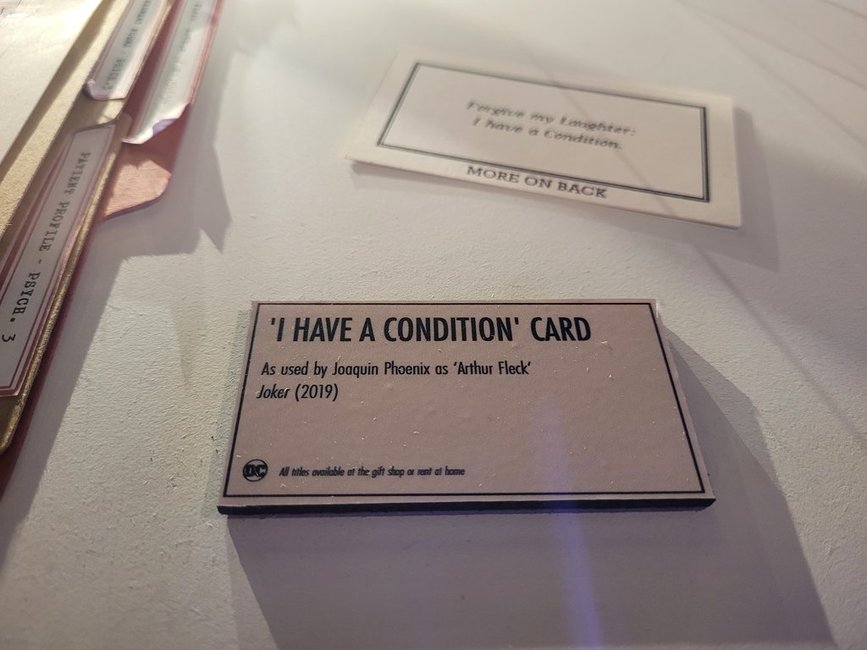 PATIENT PROFILE - PSYCH. 3
Forgive my Laughter:
I have a Condition.
MORE ON BACK
'I HAVE A CONDITION' CARD
As used by Joaquin Phoenix as 'Arthur Fleck'
Joker (2019)
DC
All titles available at the gift shop or rent at home